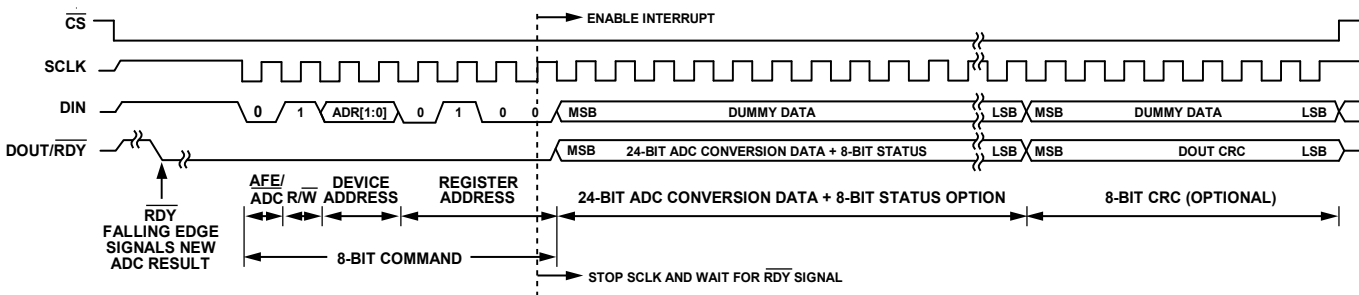 CS
ENABLE INTERRUPT
SCLK
DIN
0 1 ADR[1:0] 0 1 0 0 MSB DUMMY DATA LSB MSB DUMMY DATA LSB
DOUT/RDY
MSB 24-BIT ADC CONVERSION DATA + 8-BIT STATUS LSB MSB DOUT CRC LSB
RDY
FALLING EDGE
SIGNALS NEW
ADC RESULT
AFE/
ADC
R/W
DEVICE
ADDRESS
REGISTER
ADDRESS
24-BIT ADC CONVERSION DATA + 8-BIT STATUS OPTION
8-BIT CRC (OPTIONAL)
8-BIT COMMAND
STOP SCLK AND WAIT FOR RDY SIGNAL